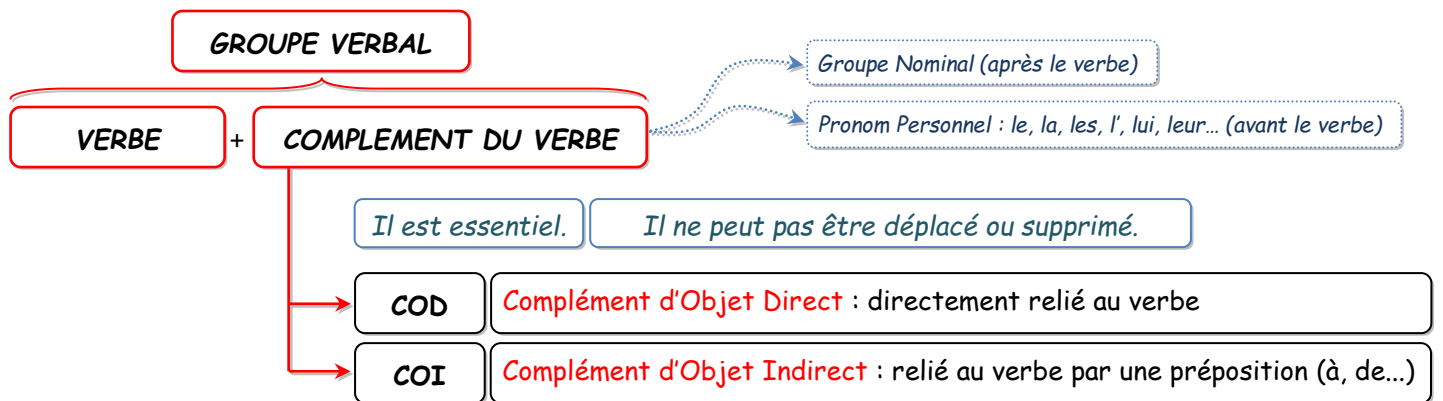 GROUPE VERBAL
Groupe Nominal (après le verbe)
VERBE + COMPLEMENT DU VERBE
Pronom Personnel : le, la, les, l', lui, leur... (avant le verbe)
Il est essentiel.
Il ne peut pas être déplacé ou supprimé.
COD
Complément d'Objet Direct : directement relié au verbe
COI
Complément d'Objet Indirect : relié au verbe par une préposition (à, de...)